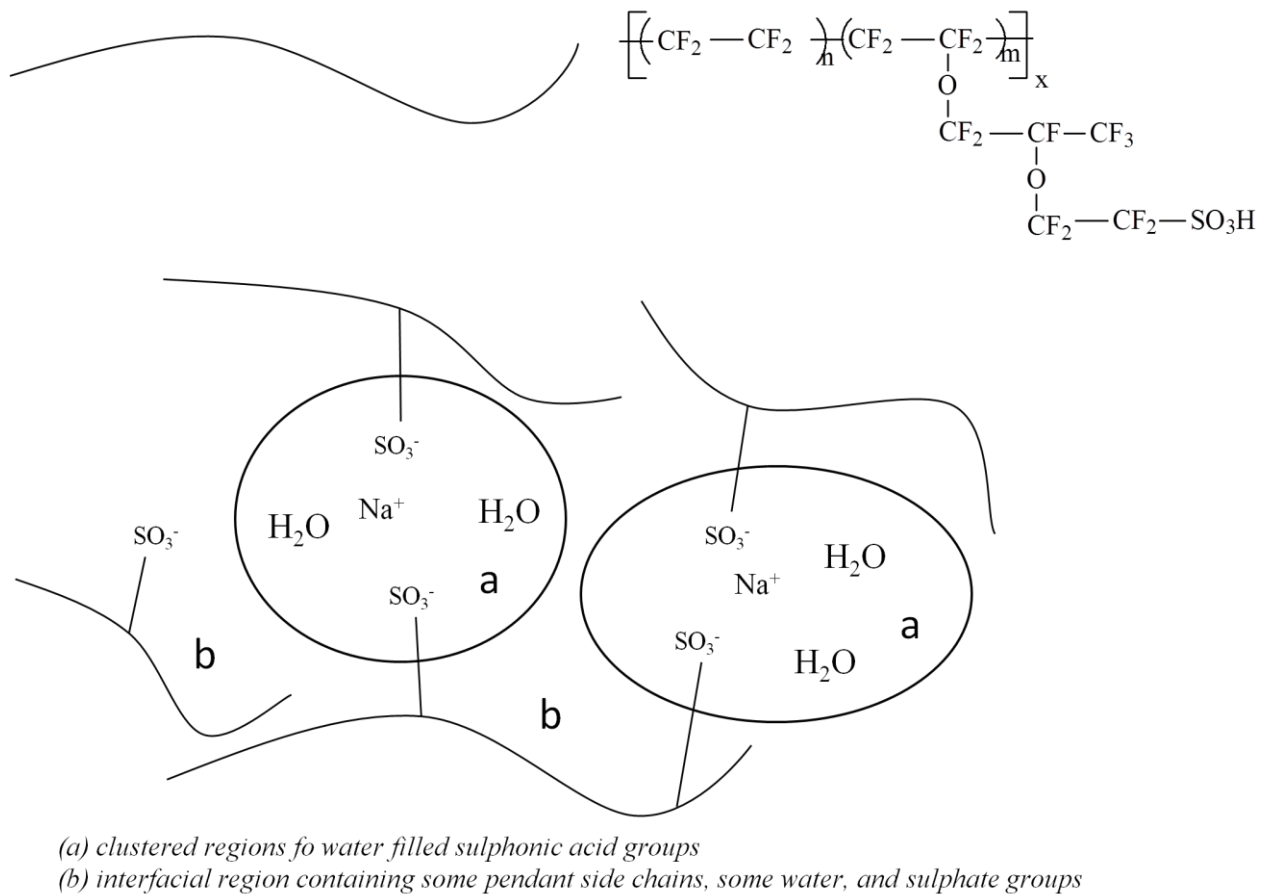 [(CF₂—CF₂)n(CF₂—CF₂)m]x
O
CF₂—CF—CF₃
O
CF₂—CF₂—SO₃H
SO₃⁻
Na⁺
H₂O
H₂O
SO₃⁻
SO₃⁻
H₂O
Na⁺
a
SO₃⁻
a
SO₃⁻
b
H₂O
b
(a) clustered regions fo water filled sulphonic acid groups
(b) interfacial region containing some pendant side chains, some water, and sulphate groups